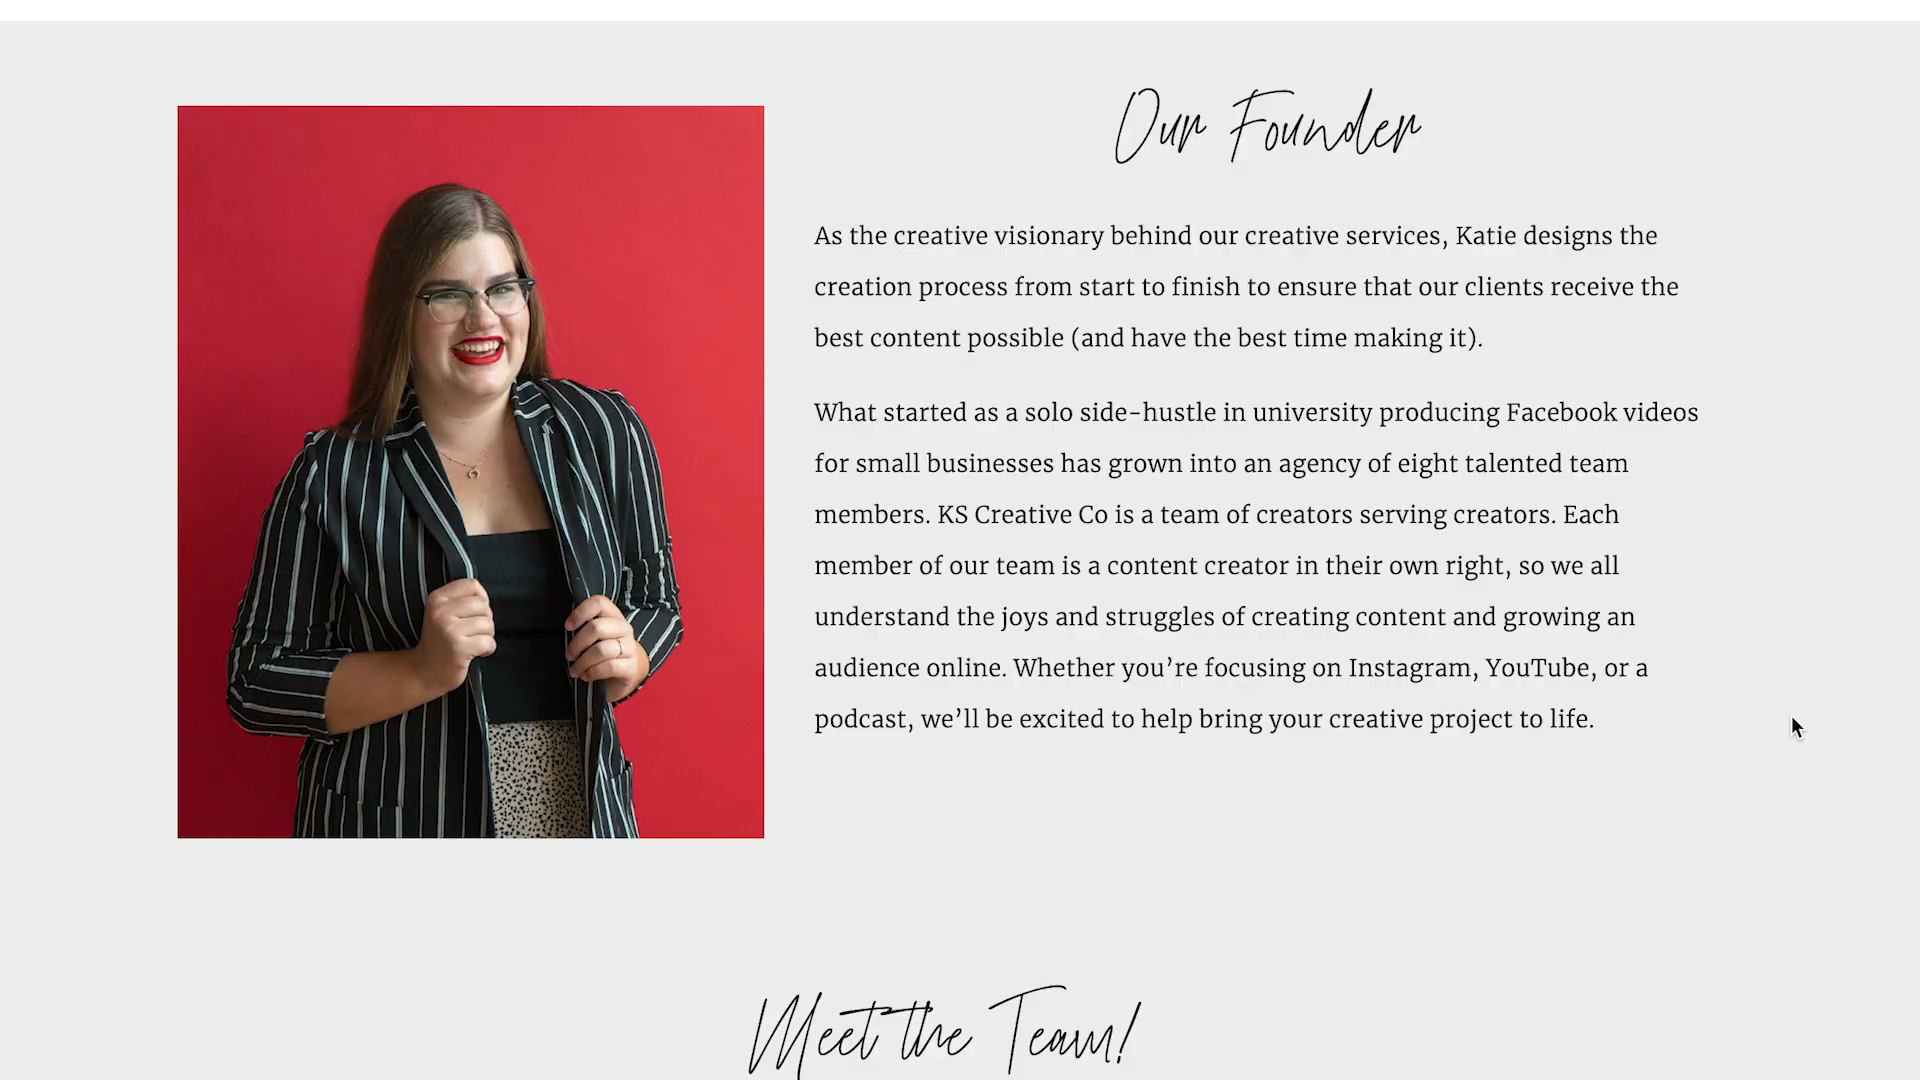 Our Founder
As the creative visionary behind our creative services, Katie designs the
creation process from start to finish to ensure that our clients receive the
best content possible (and have the best time making it).
What started as a solo side-hustle in university producing Facebook videos
for small businesses has grown into an agency of eight talented team
members. KS Creative Co is a team of creators serving creators. Each
member of our team is a content creator in their own right, so we all
understand the joys and struggles of creating content and growing an
audience online. Whether you’re focusing on Instagram, YouTube, or a
podcast, we’ll be excited to help bring your creative project to life.
Meet the Team!